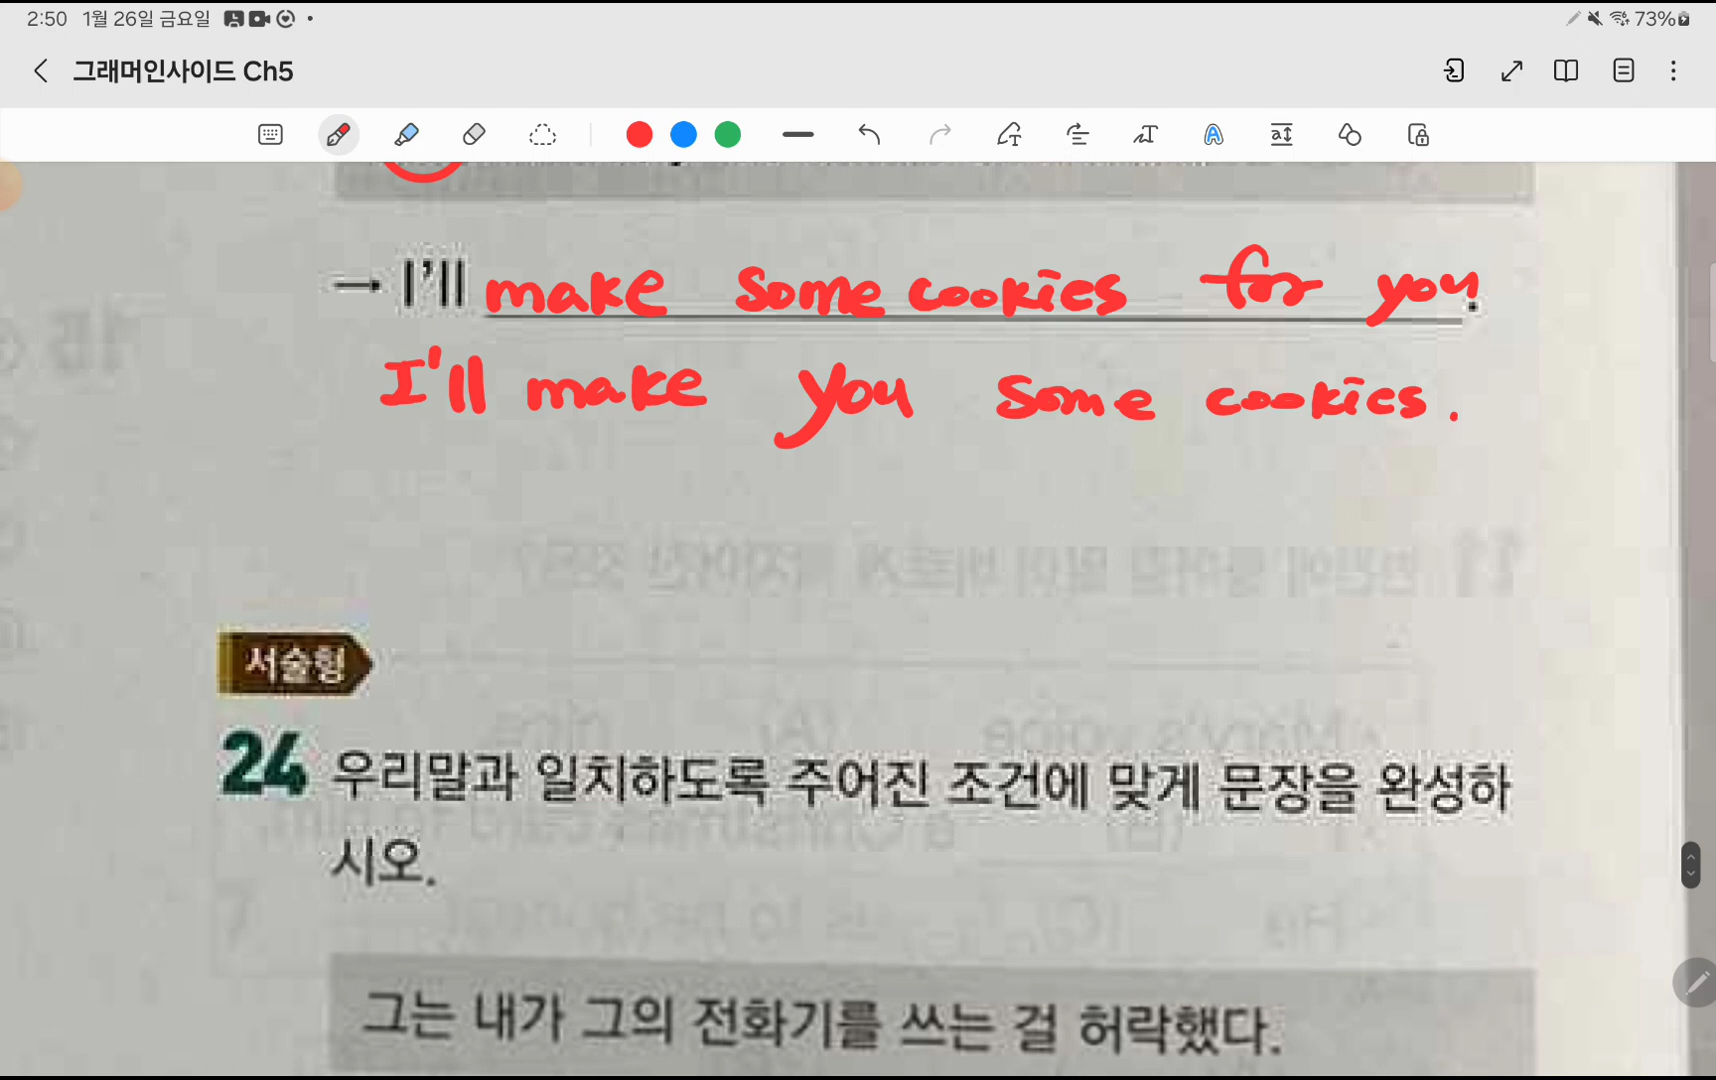 2:50 1월 26일 금요일 73%
그래머인사이드 Ch5
→ I'll make some cookies for you.
I'll make you some cookies.
서술형
24 우리말과 일치하도록 주어진 조건에 맞게 문장을 완성하
시오.
그는 내가 그의 전화기를 쓰는 걸 허락했다.